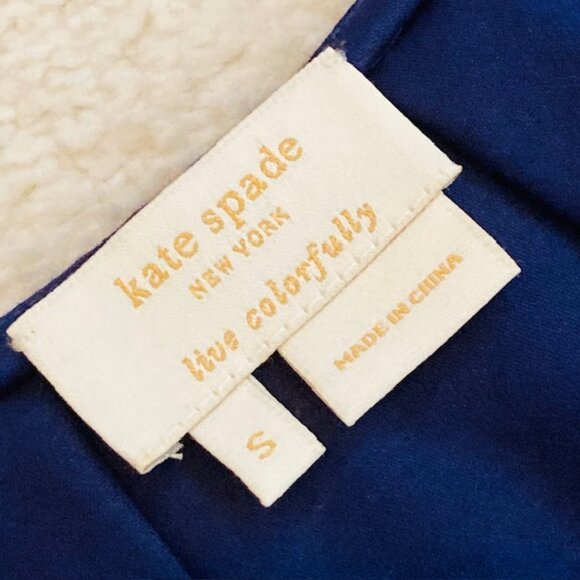 kate spade
NEW YORK
live colorfully
MADE IN CHINA
S